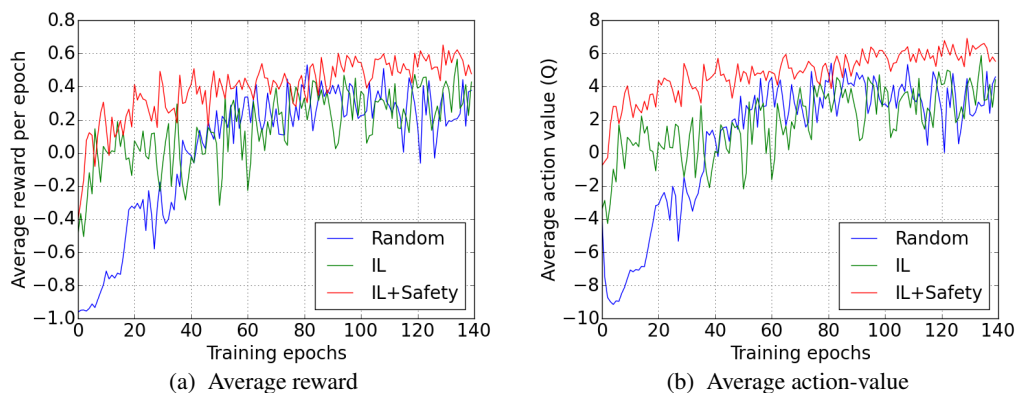 0.8
0.6
0.4
0.2
0.0
−0.2
−0.4
−0.6
−0.8
−1.0
Average reward per epoch
0 20 40 60 80 100 120 140
Training epochs
Random
IL
IL+Safety
(a) Average reward
8
6
4
2
0
−2
−4
−6
−8
−10
Average action value (Q)
0 20 40 60 80 100 120 140
Training epochs
Random
IL
IL+Safety
(b) Average action-value